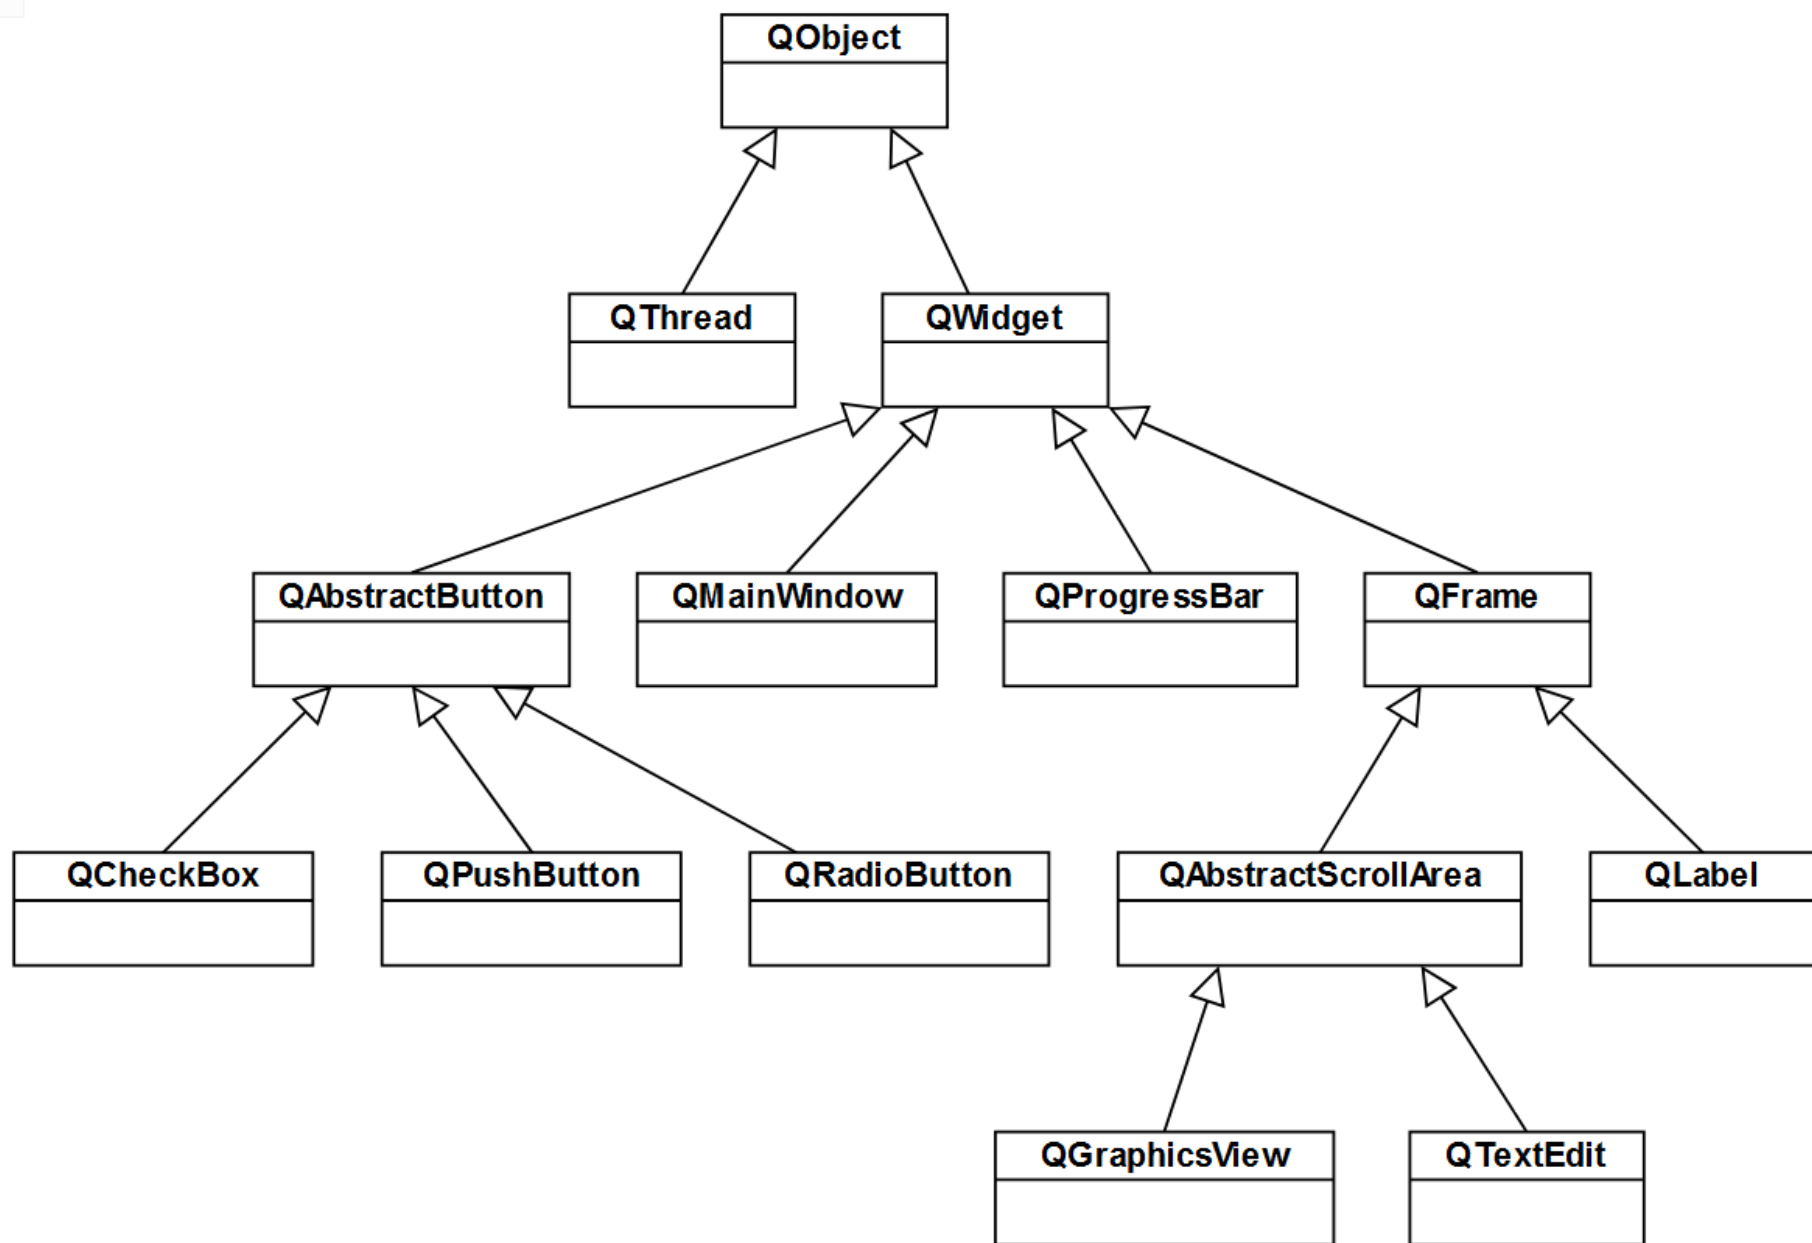 QObject
QThread
QWidget
QAbstractButton
QMainWindow
QProgressBar
QFrame
QCheckBox
QPushButton
QRadioButton
QAbstractScrollArea
QLabel
QGraphicsView
QTextEdit